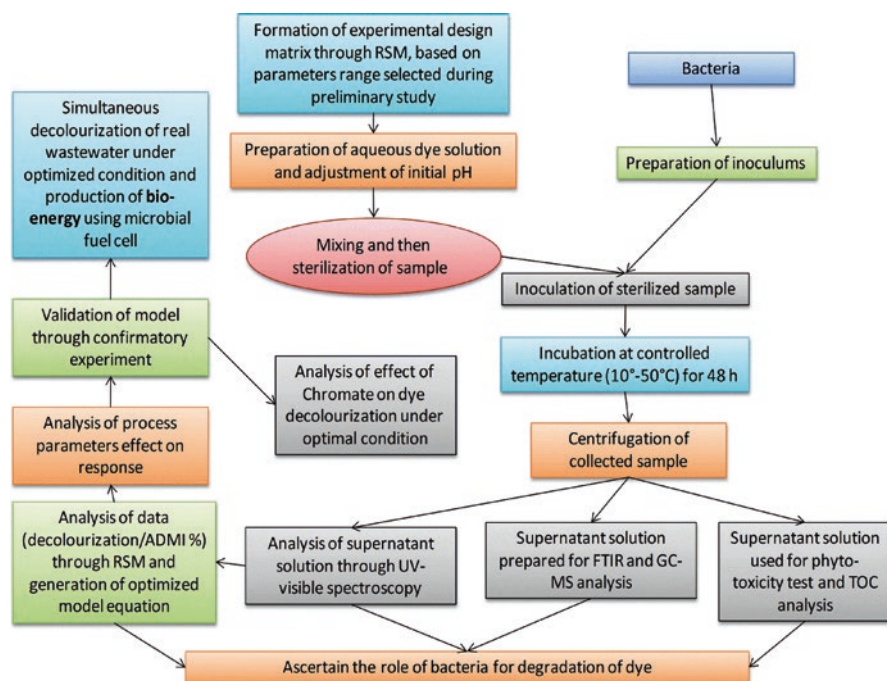 Formation of experimental design
matrix through RSM, based on
parameters range selected during
preliminary study
Bacteria
Simultaneous
decolourization of real
wastewater under
optimized condition and
production of bio-
energy using microbial
fuel cell
Preparation of aqueous dye solution
and adjustment of initial pH
Preparation of inoculums
Mixing and then
sterilization of sample
Inoculation of sterilized sample
Validation of model
through confirmatory
experiment
Analysis of effect of
Chromate on dye
decolourization under
optimal condition
Incubation at controlled
temperature (10°-50°C) for 48 h
Analysis of process
parameters effect on
response
Centrifugation of
collected sample
Analysis of data
(decolourization/ADMI %)
through RSM and
generation of optimized
model equation
Analysis of supernatant
solution through UV-
visible spectroscopy
Supernatant solution
prepared for FTIR and GC-
MS analysis
Supernatant solution
used for phyto-
toxicity test and TOC
analysis
Ascertain the role of bacteria for degradation of dye